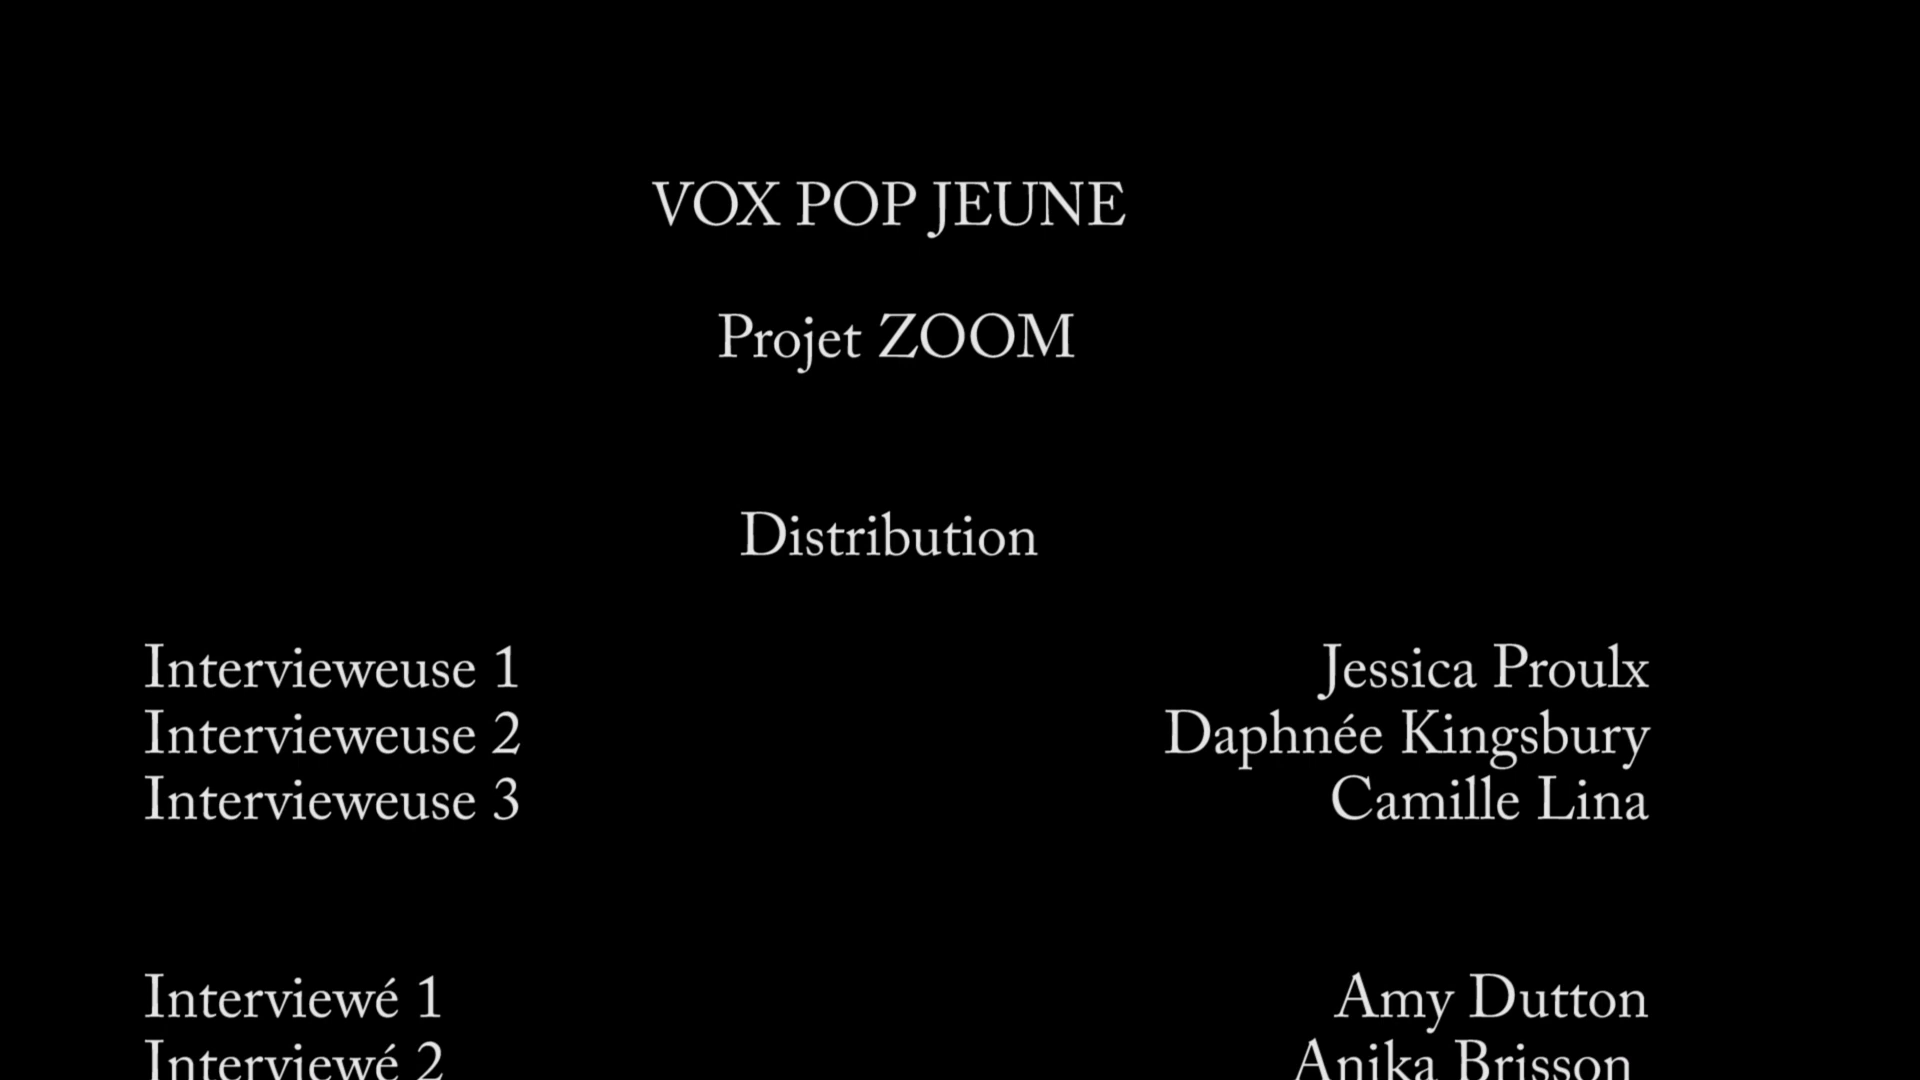 VOX POP JEUNE
Projet ZOOM
Distribution
Intervieweuse 1 Jessica Proulx
Intervieweuse 2 Daphnée Kingsbury
Intervieweuse 3 Camille Lina
Interviewé 1 Amy Dutton
Interviewé 2 Anika Brisson